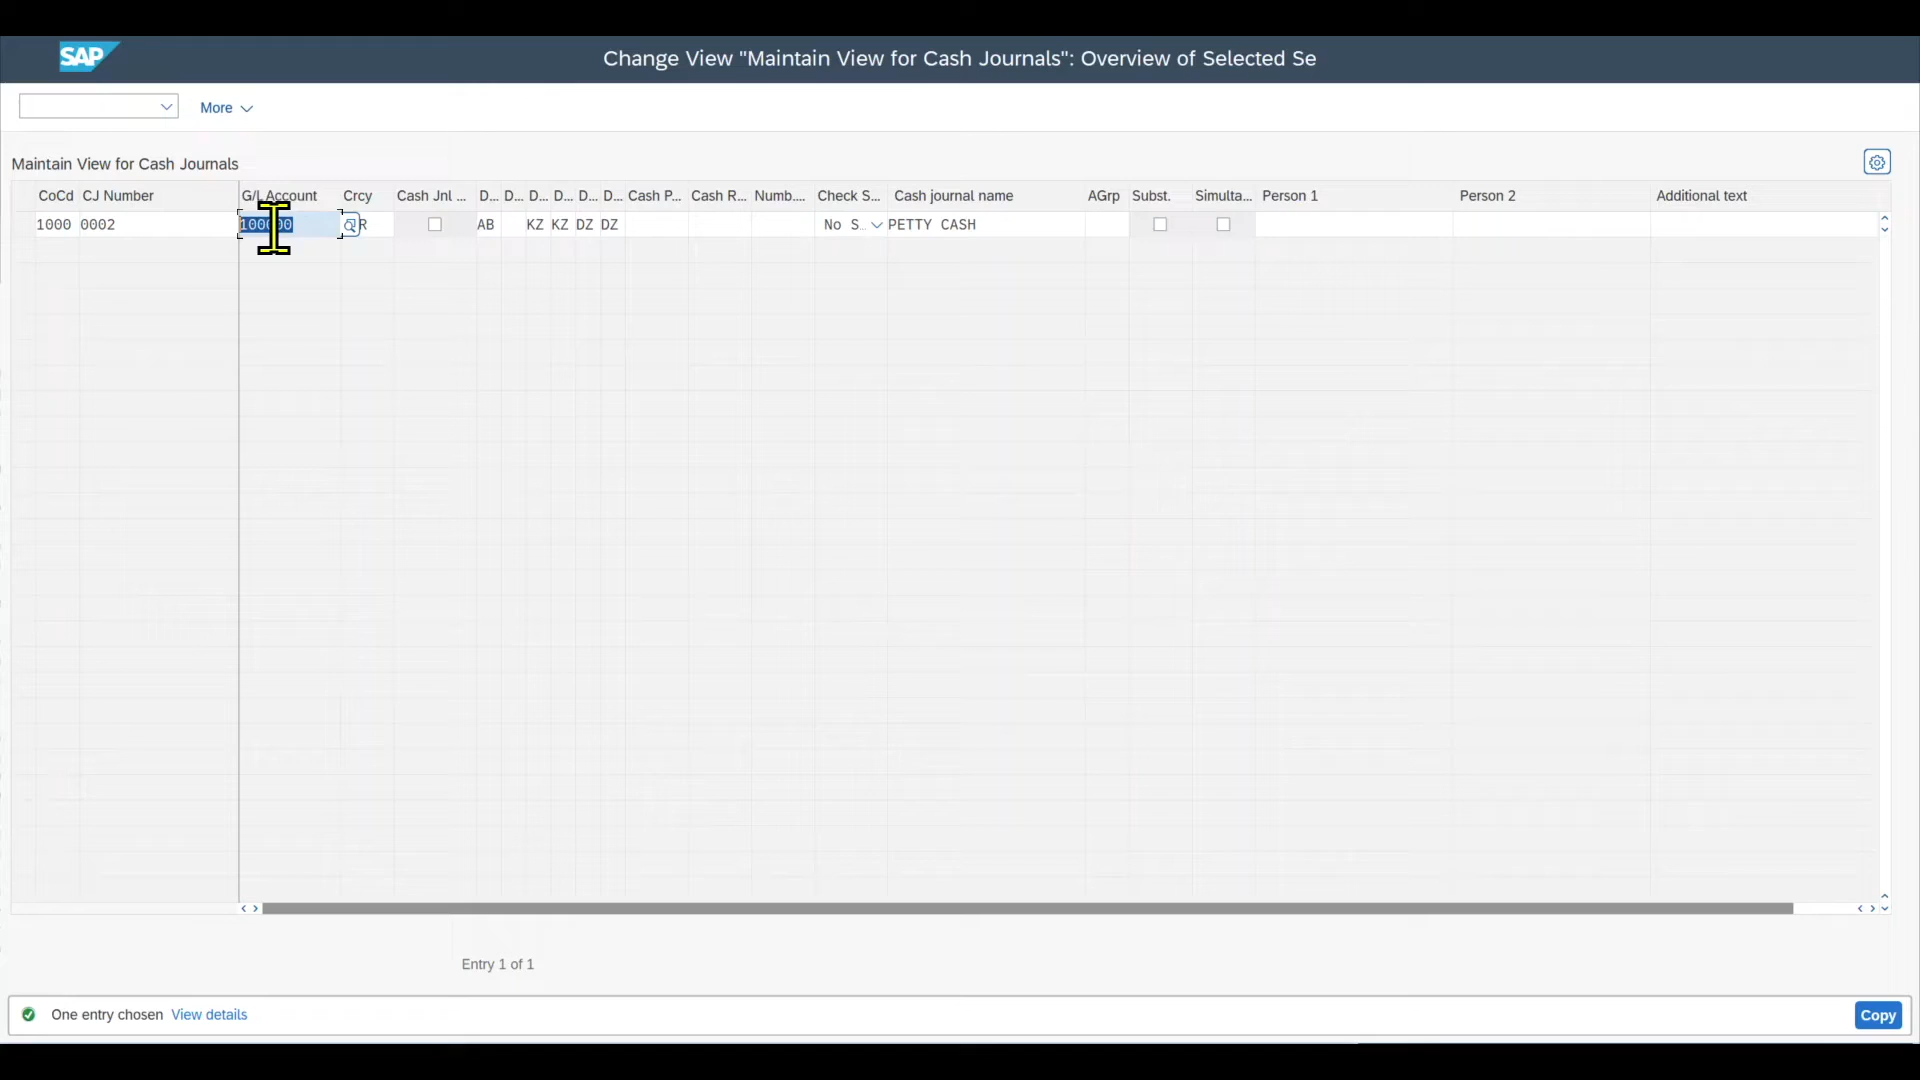 SAP
Change View "Maintain View for Cash Journals": Overview of Selected Se
More
Maintain View for Cash Journals
CoCd CJ Number G/L Account Crcy Cash Jnl ... D... D... D... D... D... D... Cash P... Cash R... Numb.... Check S... Cash journal name AGrp Subst. Simulta... Person 1 Person 2 Additional text
1000 0002 100000 R AB KZ KZ DZ DZ No S... PETTY CASH
Entry 1 of 1
One entry chosen View details Copy